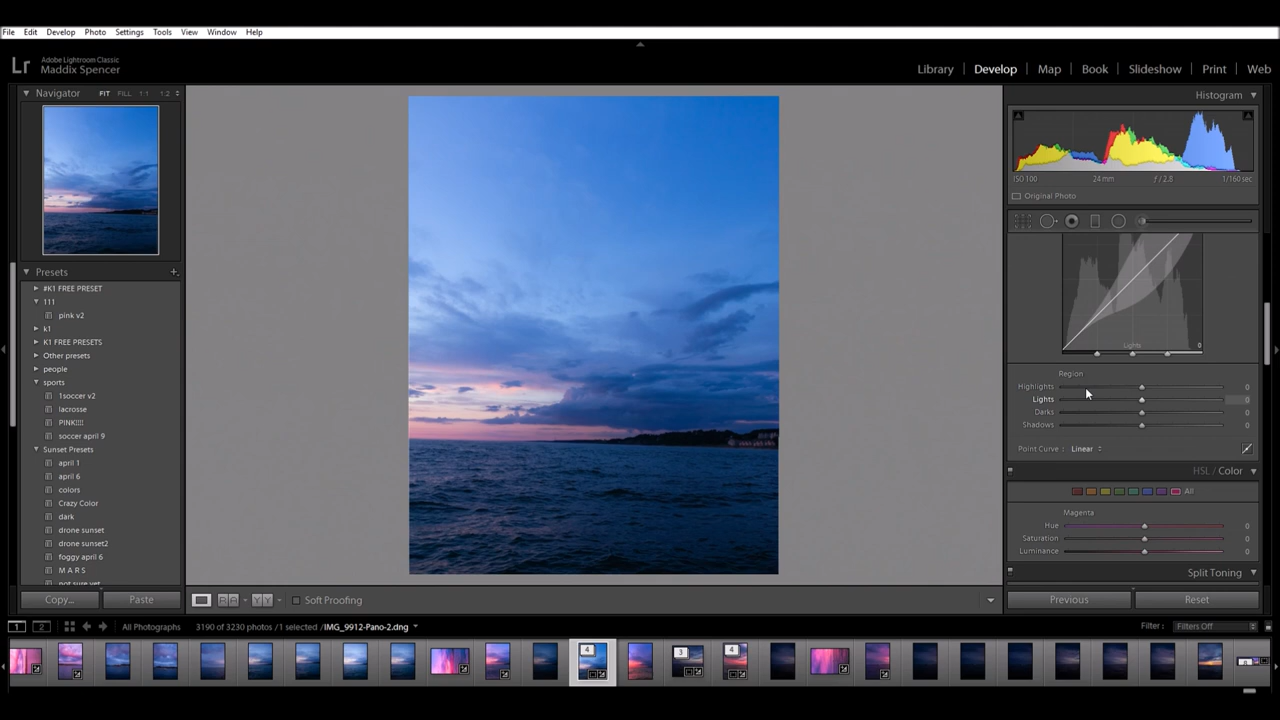 File Edit Develop Photo Settings Tools View Window Help
Lr Adobe Lightroom Classic
Maddix Spencer
Library | Develop | Map | Book | Slideshow | Print | Web
Navigator FIT FILL 1:1 1:2
Histogram
ISO 100 24 mm f / 2.8 1/160 sec
Original Photo
Presets +
#K1 FREE PRESET
111
pink v2
k1
K1 FREE PRESETS
Other presets
people
sports
1soccer v2
lacrosse
PINK!!!!
soccer april 9
Sunset Presets
april 1
april 6
colors
Crazy Color
dark
drone sunset
drone sunset2
foggy april 6
M A R S
not sure yet
Lights 0
Region
Highlights 0
Lights 0
Darks 0
Shadows 0
Point Curve : Linear
HSL / Color
All
Magenta
Hue 0
Saturation 0
Luminance 0
Split Toning
Copy... Paste
Soft Proofing
Previous Reset
1 2 All Photographs 3190 of 3230 photos / 1 selected / IMG_9912-Pano-2.dng
Filter : Filters Off
4 3 4